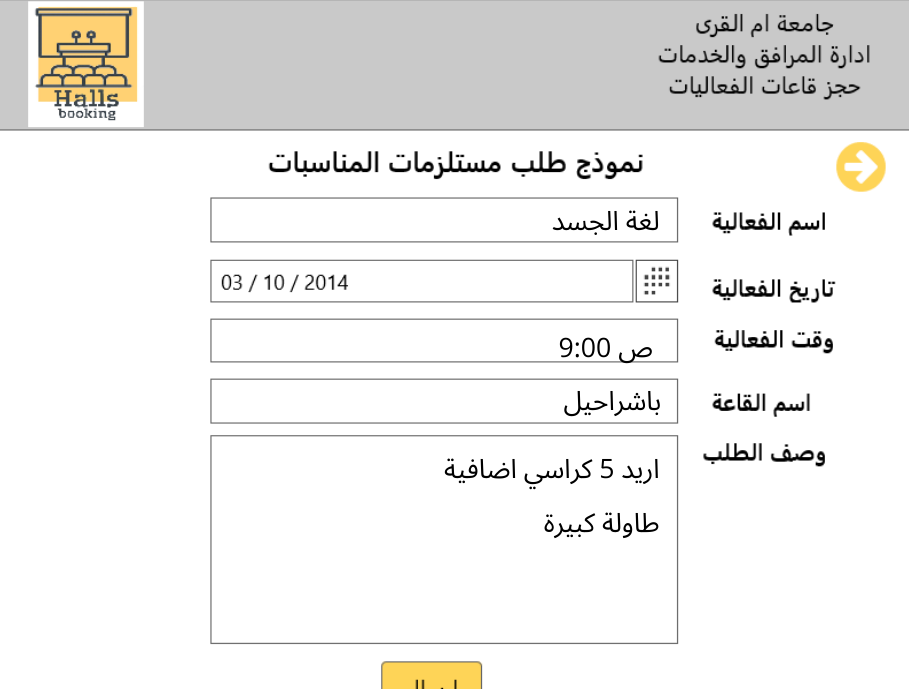 جامعة ام القرى
ادارة المرافق والخدمات
حجز قاعات الفعاليات
Halls
booking
نموذج طلب مستلزمات المناسبات
اسم الفعالية
لغة الجسد
تاريخ الفعالية
03 / 10 / 2014
وقت الفعالية
9:00 ص
اسم القاعة
باشراحيل
وصف الطلب
اريد 5 كراسي اضافية
طاولة كبيرة